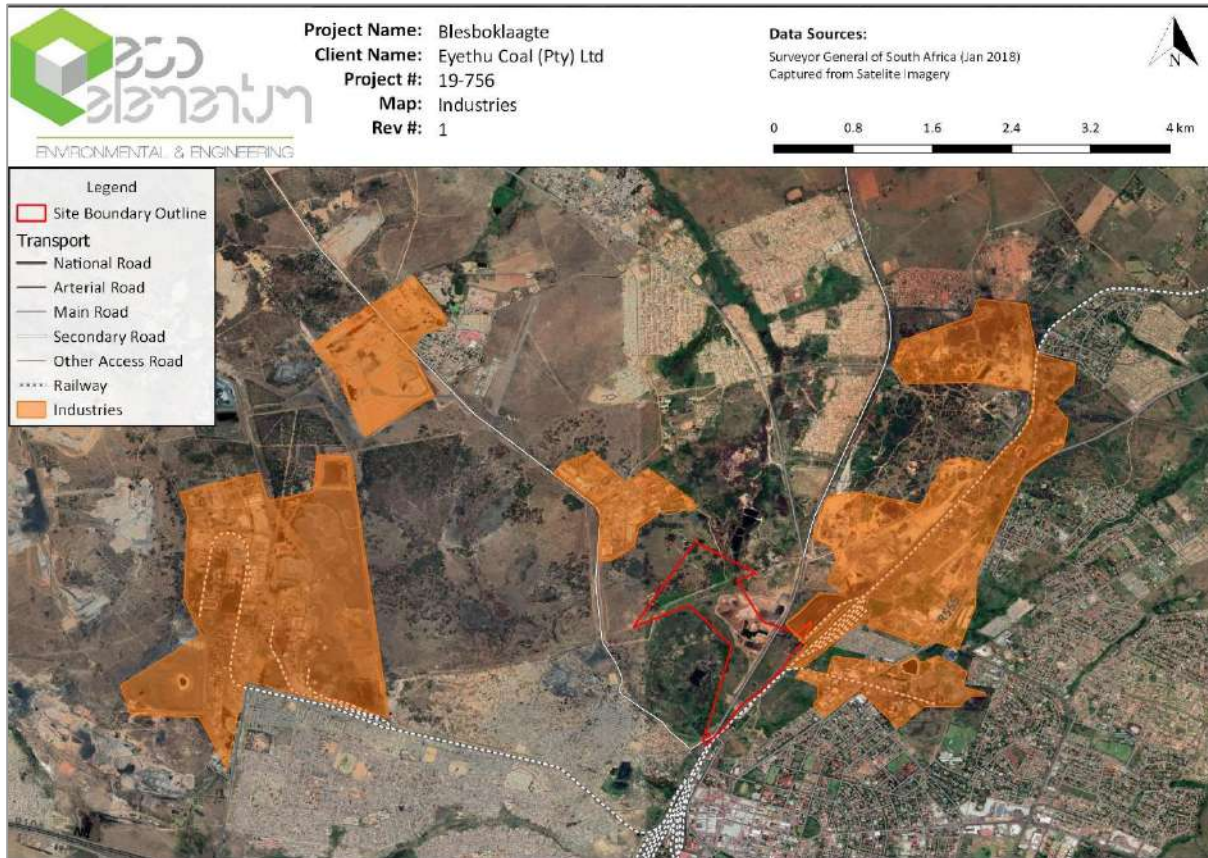 eco
elementum
ENVIRONMENTAL & ENGINEERING
Project Name: Blesboklaagte
Client Name: Eyethu Coal (Pty) Ltd
Project #: 19-756
Map: Industries
Rev #: 1
Data Sources:
Surveyor General of South Africa (Jan 2018)
Captured from Satelite Imagery
N
0 0.8 1.6 2.4 3.2 4 km
Legend
Site Boundary Outline
Transport
National Road
Arterial Road
Main Road
Secondary Road
Other Access Road
Railway
Industries